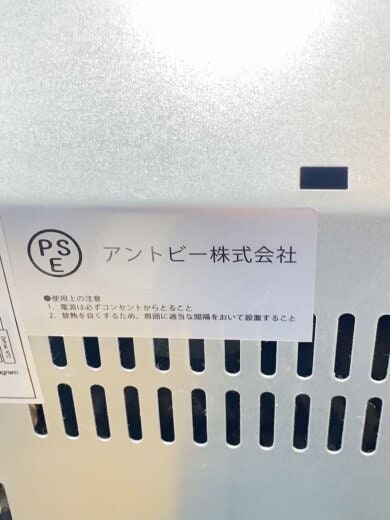 PS
E
アントビー株式会社
●使用上の注意
1. 電源は必ずコンセントからとること
2. 放熱を良くするため、周囲に適当な間隔をおいて設置すること
agram